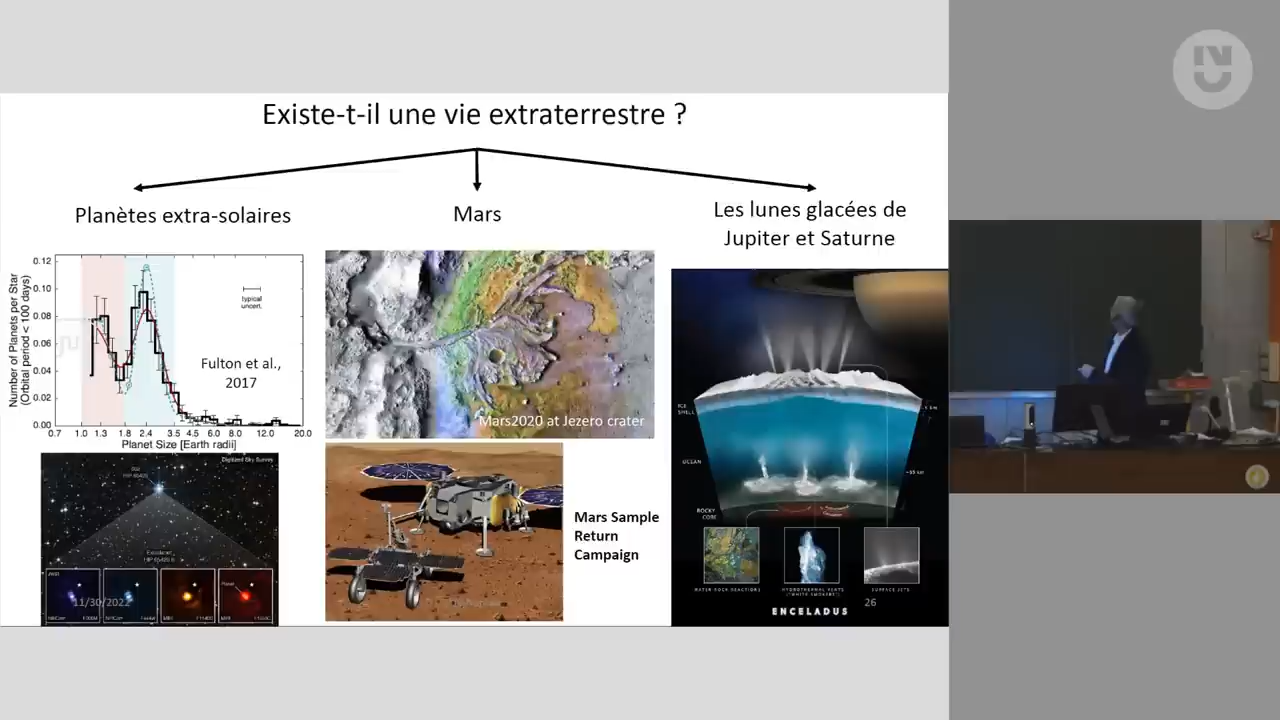 Existe-t-il une vie extraterrestre ?
Planètes extra-solaires
Mars
Les lunes glacées de
Jupiter et Saturne
Number of Planets per Star
(Orbital period < 100 days)
0.12
0.10
0.08
0.06
0.04
0.02
0.00
typical
uncert.
Fulton et al.,
2017
0.7 1.0 1.3 1.8 2.4 3.5 4.5 6.0 8.0 12.0 20.0
Planet Size [Earth radii]
Digitized Sky Survey
Star
Exoplanet
Planet
11/30/2022
Mars2020 at Jezero crater
Mars Sample
Return
Campaign
ICE
SHELL
OCEAN
ROCKY
CORE
WATER-ROCK REACTIONS
HYDROTHERMAL VENTS
("WHITE SMOKERS")
SURFACE JETS
26
ENCELADUS